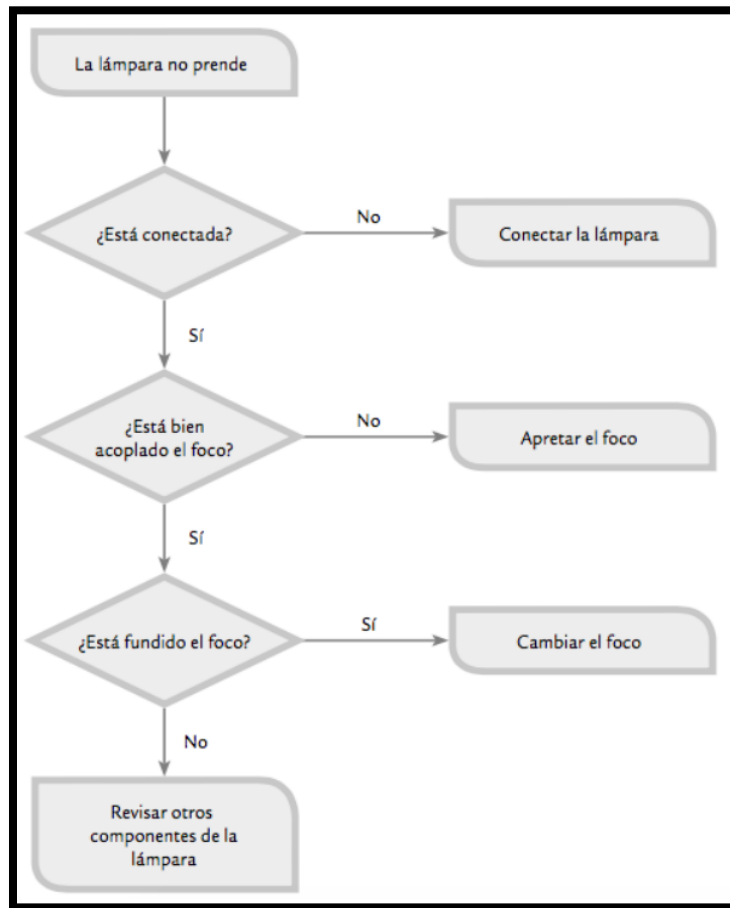 La lámpara no prende
¿Está conectada?
No
Conectar la lámpara
Sí
¿Está bien
acoplado el foco?
No
Apretar el foco
Sí
¿Está fundido el foco?
Sí
Cambiar el foco
No
Revisar otros
componentes de la
lámpara